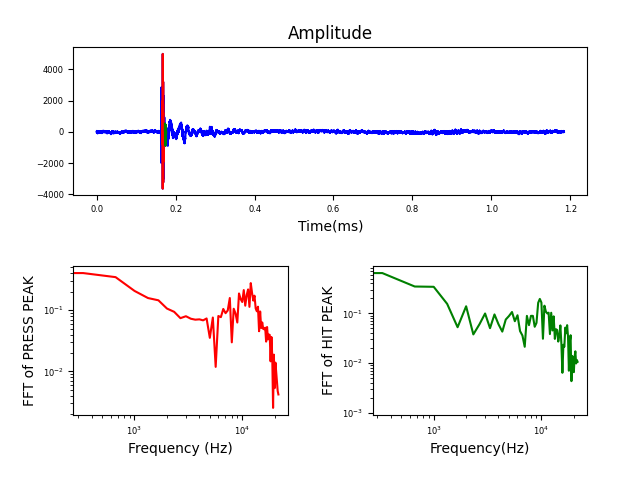 Amplitude
4000
2000
0
−2000
−4000
0.0 0.2 0.4 0.6 0.8 1.0 1.2
Time(ms)
FFT of PRESS PEAK
10⁻¹
10⁻²
10³ 10⁴
Frequency (Hz)
FFT of HIT PEAK
10⁻¹
10⁻²
10⁻³
10³ 10⁴
Frequency(Hz)